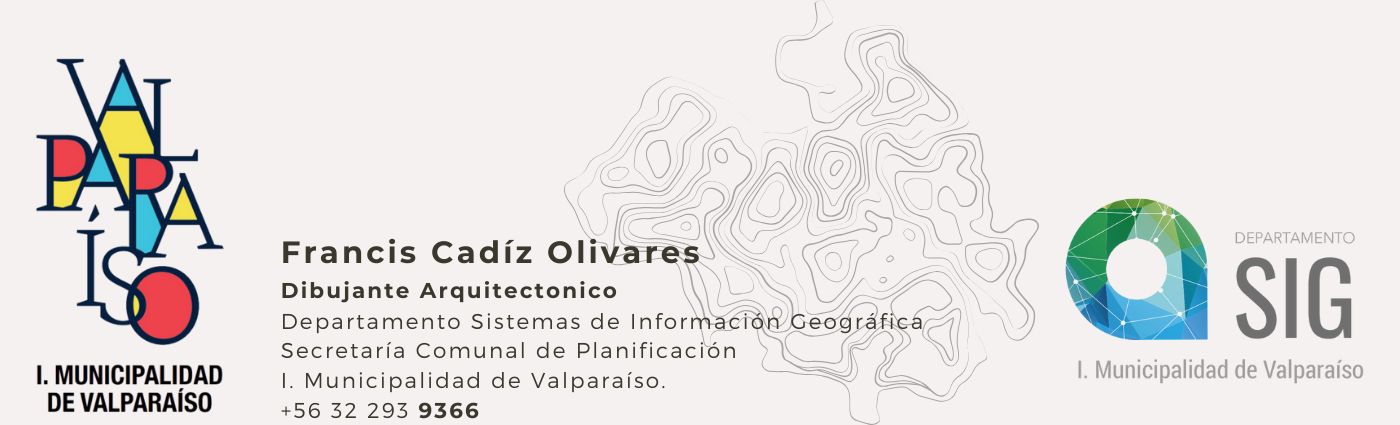 VAL
PARA
ÍSO
I. MUNICIPALIDAD
DE VALPARAÍSO
Francis Cadíz Olivares
Dibujante Arquitectonico
Departamento Sistemas de Información Geográfica
Secretaría Comunal de Planificación
I. Municipalidad de Valparaíso.
+56 32 293 9366
DEPARTAMENTO
SIG
I. Municipalidad de Valparaíso